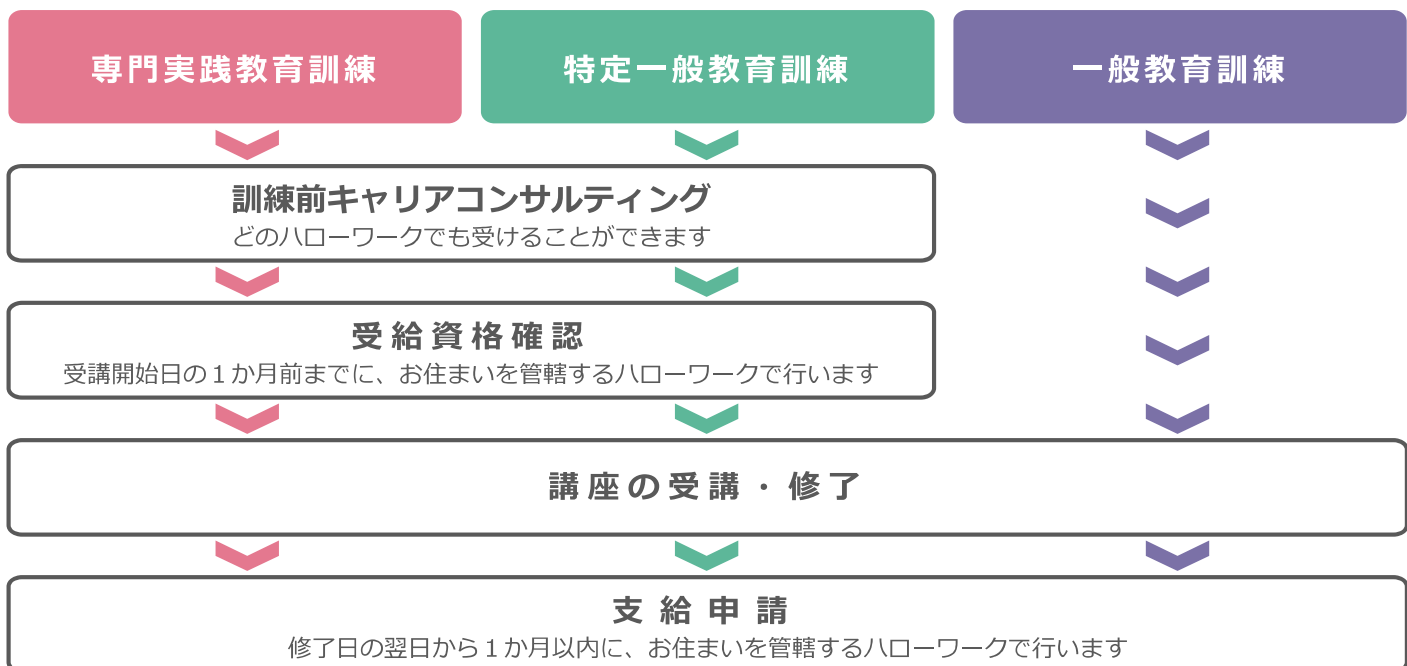 専門実践教育訓練
特定一般教育訓練
一般教育訓練
訓練前キャリアコンサルティング
どのハローワークでも受けることができます
受給資格確認
受講開始日の１か月前までに、お住まいを管轄するハローワークで行います
講座の受講・修了
支給申請
修了日の翌日から１か月以内に、お住まいを管轄するハローワークで行います